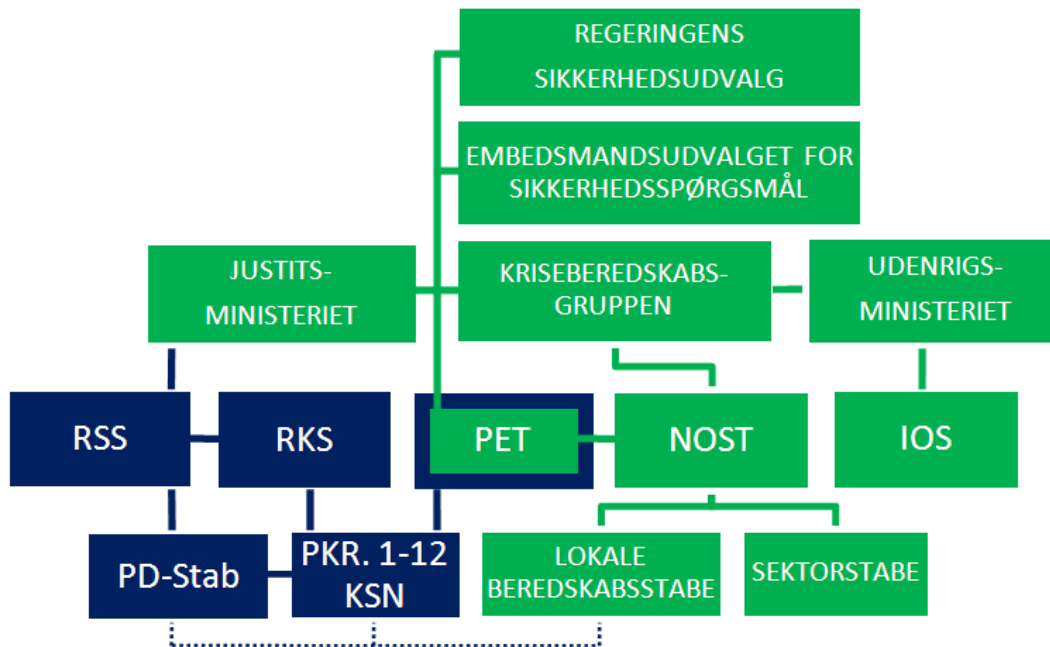 REGERINGENS
SIKKERHEDSUDVALG
EMBEDSMANDSUDVALGET FOR
SIKKERHEDSSPØRGSMÅL
JUSTITS-
MINISTERIET
KRISEBEREDSKABS-
GRUPPEN
UDENRIGS-
MINISTERIET
RSS
RKS
PET
NOST
IOS
PD-Stab
PKR. 1-12
KSN
LOKALE
BEREDSKABSSTABE
SEKTORSTABE